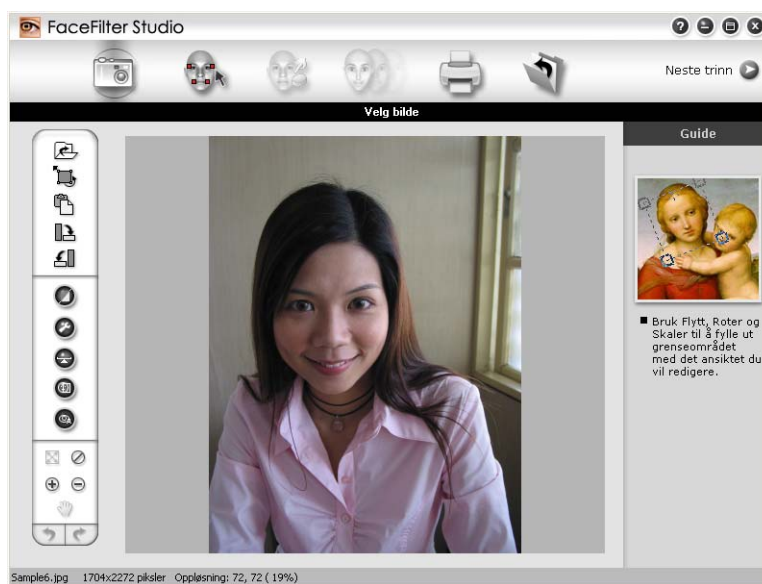 FaceFilter Studio
Neste trinn
Velg bilde
Guide
Bruk Flytt, Roter og
Skaler til å fylle ut
grenseområdet
med det ansiktet du
vil redigere.
Sample6.jpg 1704x2272 piksler Oppløsning: 72, 72 ( 19%)